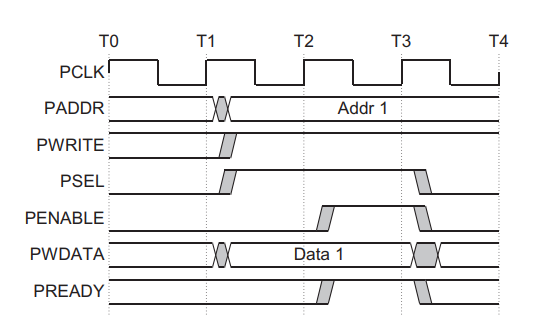 T0 T1 T2 T3 T4
PCLK
PADDR Addr 1
PWRITE
PSEL
PENABLE
PWDATA Data 1
PREADY